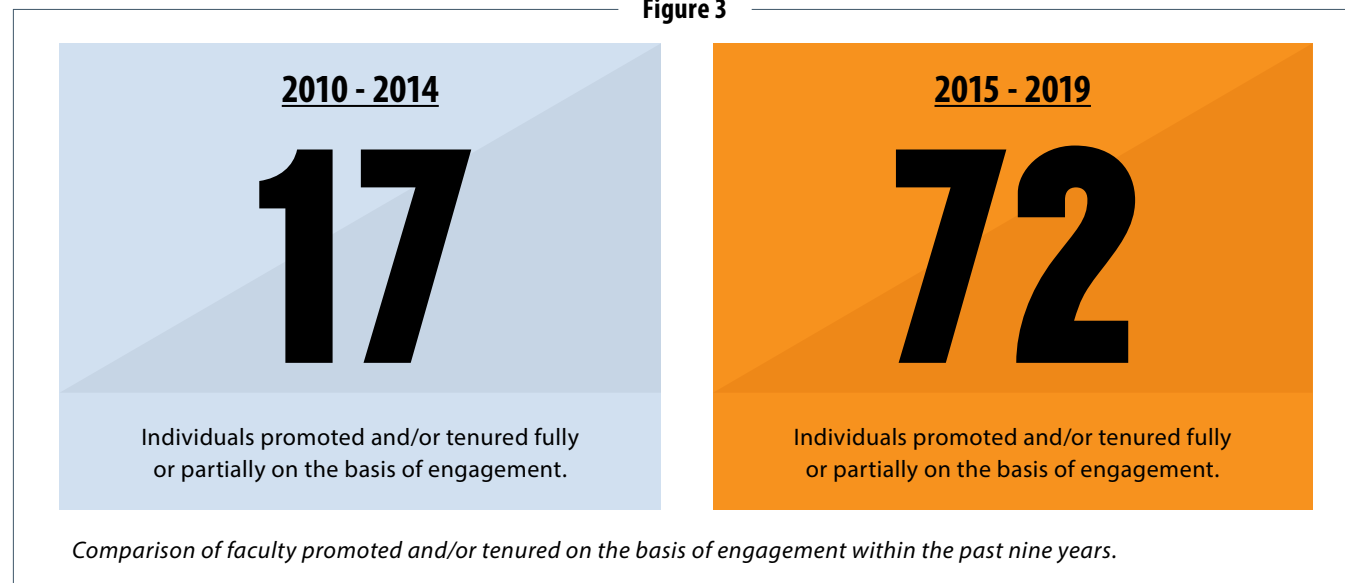 Figure 3
2010 - 2014
17
Individuals promoted and/or tenured fully
or partially on the basis of engagement.
2015 - 2019
72
Individuals promoted and/or tenured fully
or partially on the basis of engagement.
Comparison of faculty promoted and/or tenured on the basis of engagement within the past nine years.